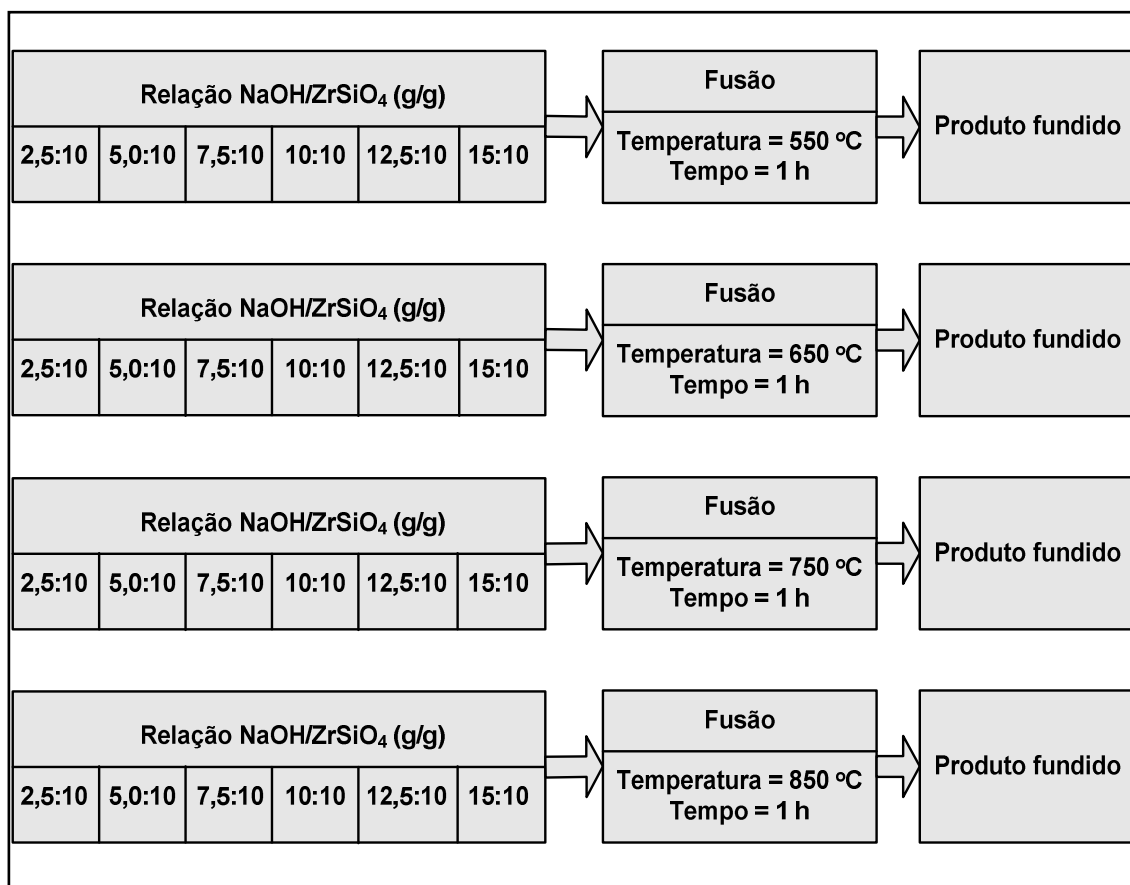 Relação NaOH/ZrSiO₄ (g/g)
2,5:10 5,0:10 7,5:10 10:10 12,5:10 15:10
Fusão
Temperatura = 550 ºC
Tempo = 1 h
Produto fundido
Relação NaOH/ZrSiO₄ (g/g)
2,5:10 5,0:10 7,5:10 10:10 12,5:10 15:10
Fusão
Temperatura = 650 ºC
Tempo = 1 h
Produto fundido
Relação NaOH/ZrSiO₄ (g/g)
2,5:10 5,0:10 7,5:10 10:10 12,5:10 15:10
Fusão
Temperatura = 750 ºC
Tempo = 1 h
Produto fundido
Relação NaOH/ZrSiO₄ (g/g)
2,5:10 5,0:10 7,5:10 10:10 12,5:10 15:10
Fusão
Temperatura = 850 ºC
Tempo = 1 h
Produto fundido